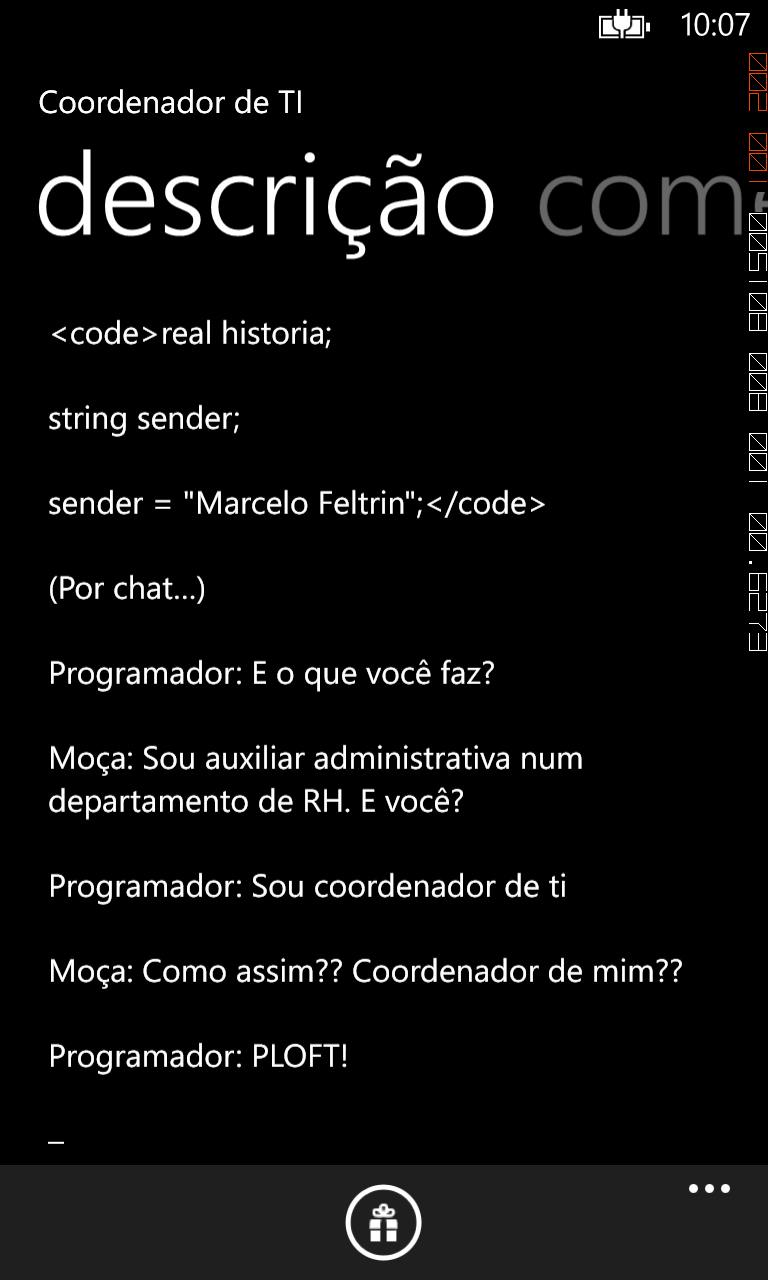 10:07
Coordenador de TI
descrição com
<code>real historia;
string sender;
sender = "Marcelo Feltrin";</code>
(Por chat...)
Programador: E o que você faz?
Moça: Sou auxiliar administrativa num
departamento de RH. E você?
Programador: Sou coordenador de ti
Moça: Como assim?? Coordenador de mim??
Programador: PLOFT!
_